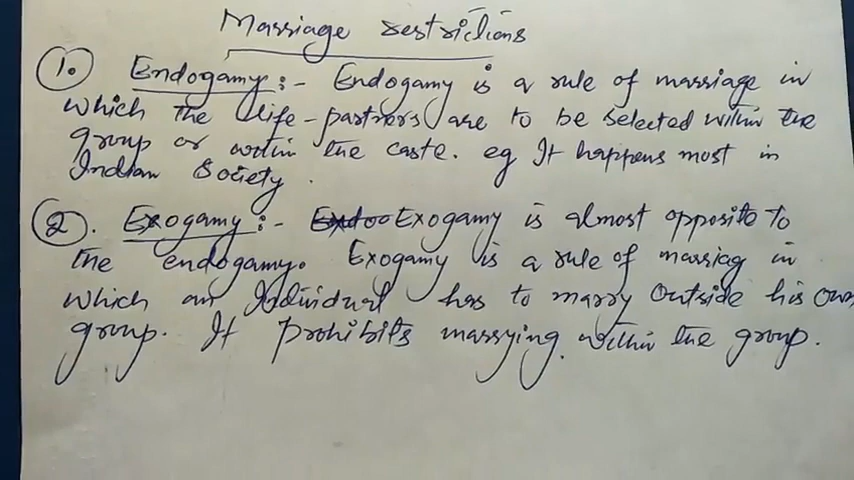 Marriage restrictions
1. Endogamy :- Endogamy is a rule of marriage in
which the life-partners are to be selected within the
group or within the caste. eg It happens most in
Indian Society.
2. Exogamy :- Exogamy is almost opposite to
the endogamy. Exogamy is a rule of marriag in
which an Individual has to marry outside his own
group. It prohibits marrying within the group.